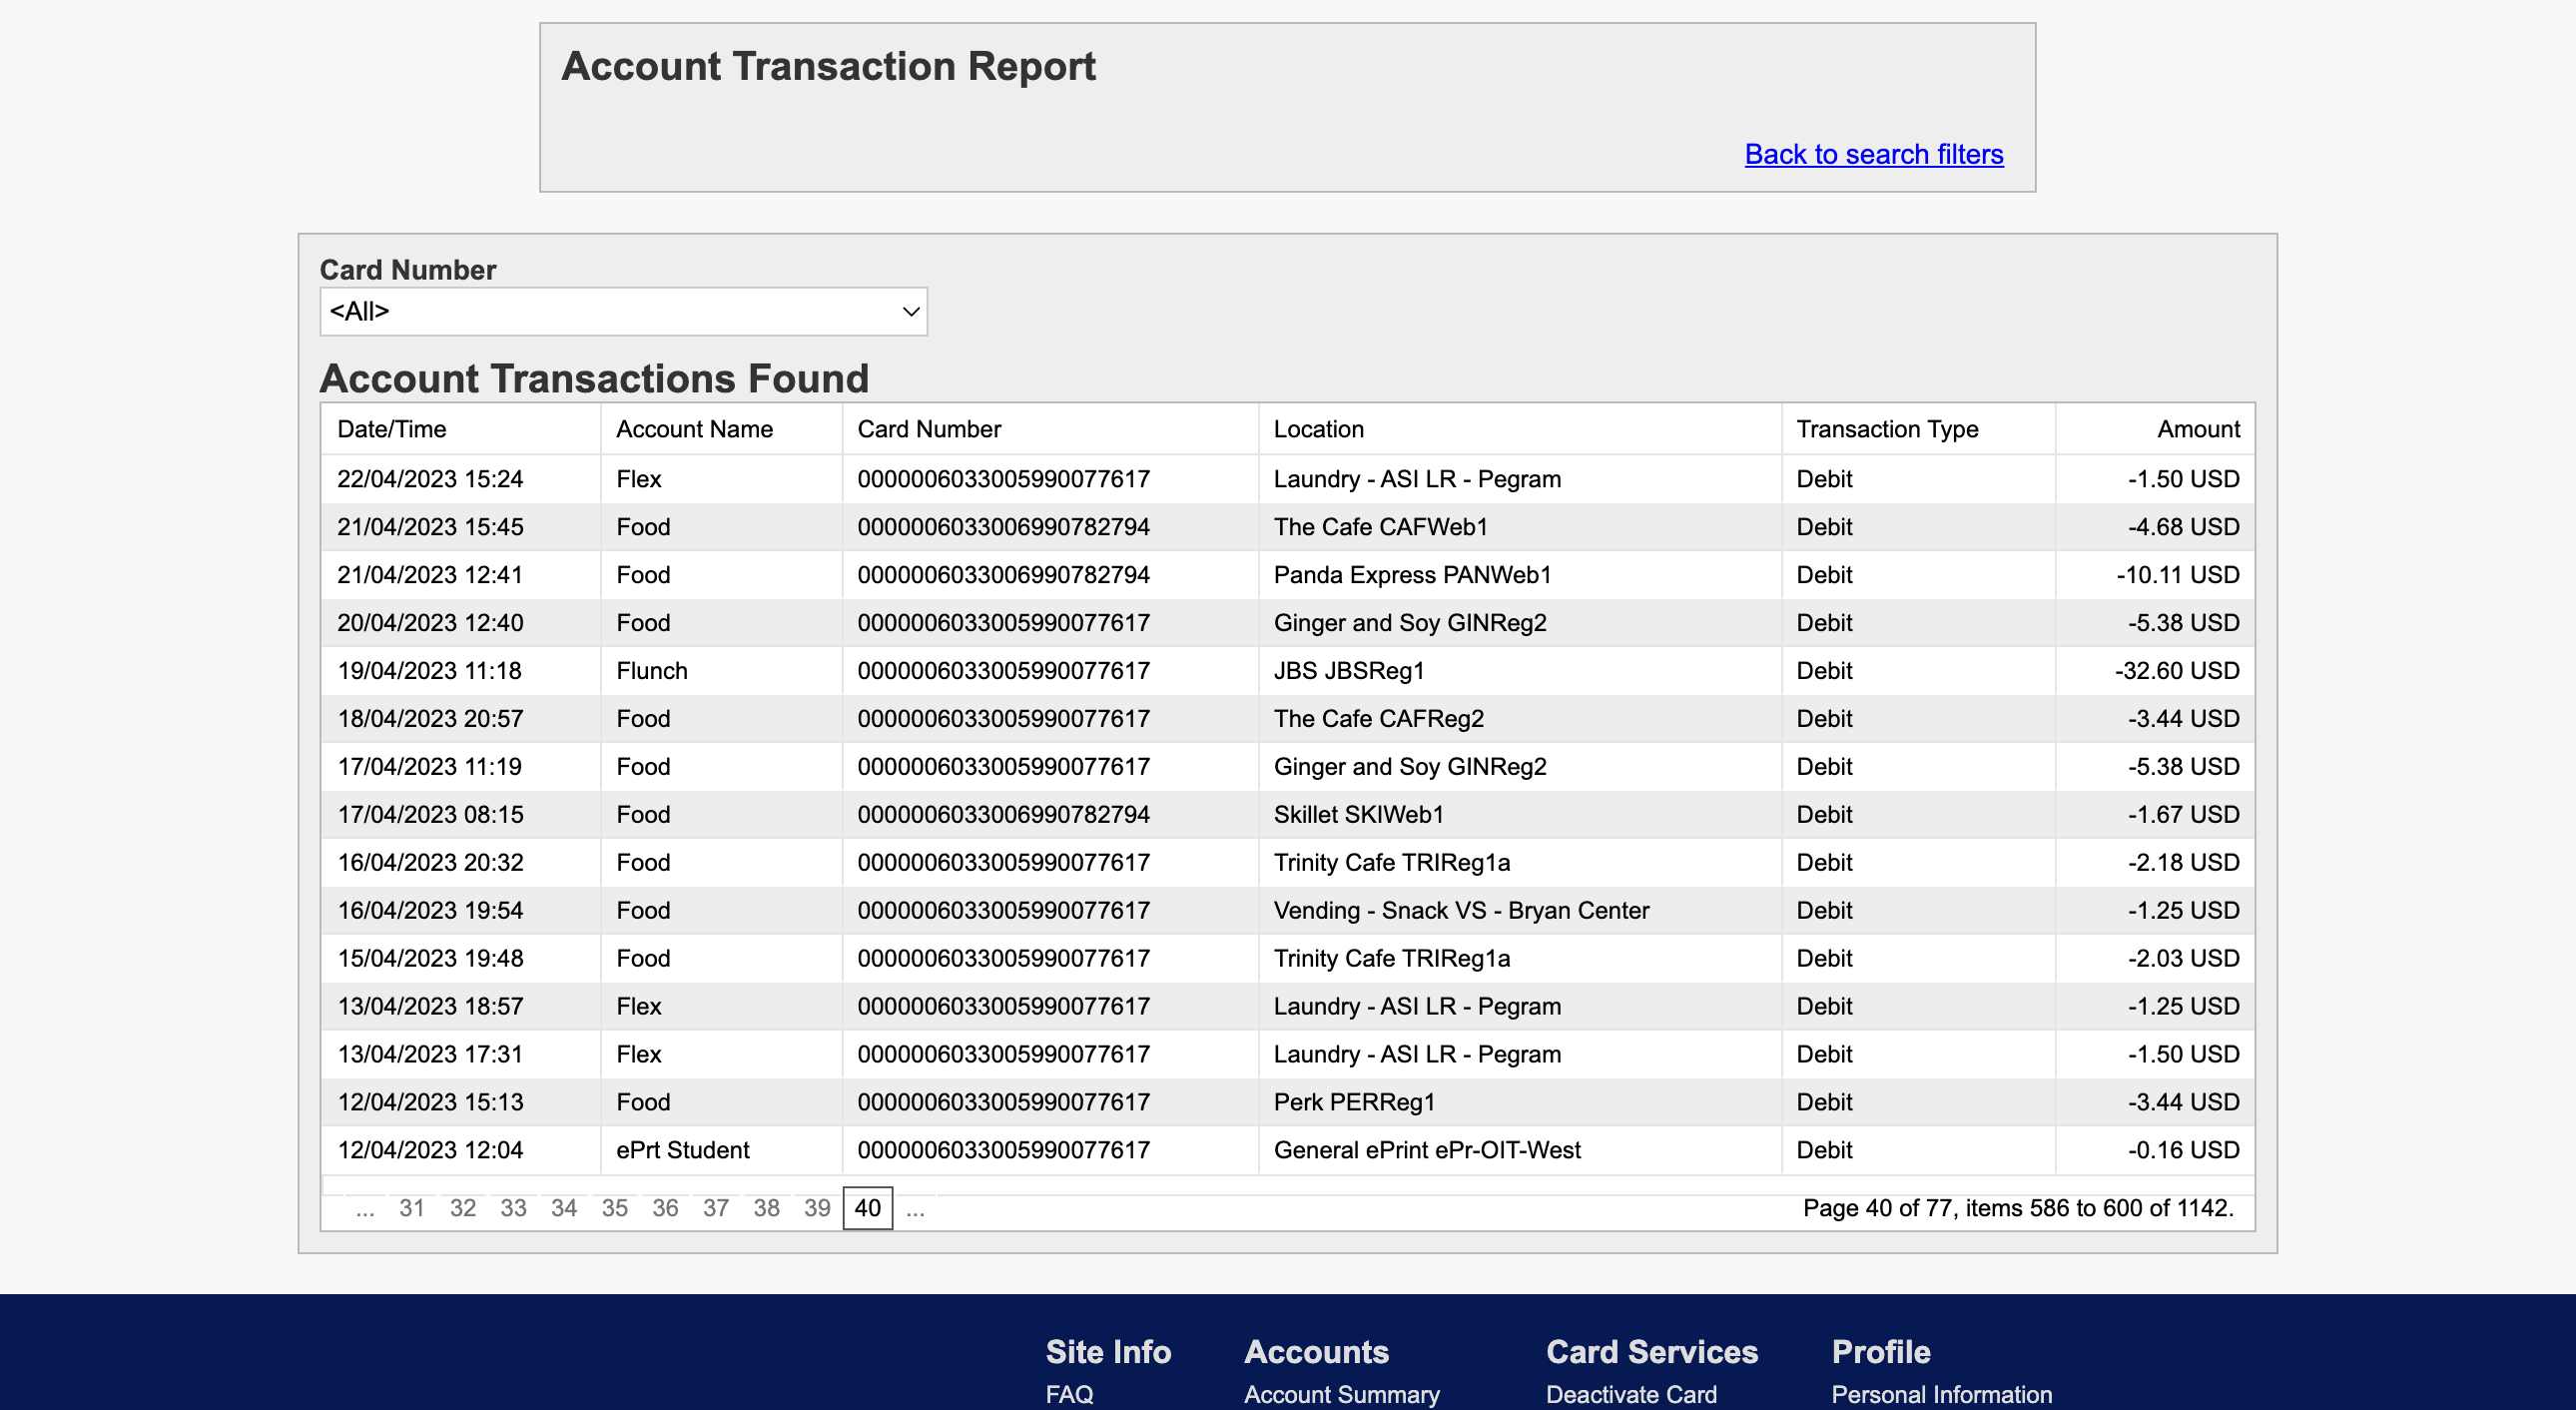 Account Transaction Report
Back to search filters
Card Number
<All>
Account Transactions Found
Date/Time Account Name Card Number Location Transaction Type Amount
22/04/2023 15:24 Flex 0000006033005990077617 Laundry - ASI LR - Pegram Debit -1.50 USD
21/04/2023 15:45 Food 0000006033006990782794 The Cafe CAFWeb1 Debit -4.68 USD
21/04/2023 12:41 Food 0000006033006990782794 Panda Express PANWeb1 Debit -10.11 USD
20/04/2023 12:40 Food 0000006033005990077617 Ginger and Soy GINReg2 Debit -5.38 USD
19/04/2023 11:18 Flunch 0000006033005990077617 JBS JBSReg1 Debit -32.60 USD
18/04/2023 20:57 Food 0000006033005990077617 The Cafe CAFReg2 Debit -3.44 USD
17/04/2023 11:19 Food 0000006033005990077617 Ginger and Soy GINReg2 Debit -5.38 USD
17/04/2023 08:15 Food 0000006033006990782794 Skillet SKIWeb1 Debit -1.67 USD
16/04/2023 20:32 Food 0000006033005990077617 Trinity Cafe TRIReg1a Debit -2.18 USD
16/04/2023 19:54 Food 0000006033005990077617 Vending - Snack VS - Bryan Center Debit -1.25 USD
15/04/2023 19:48 Food 0000006033005990077617 Trinity Cafe TRIReg1a Debit -2.03 USD
13/04/2023 18:57 Flex 0000006033005990077617 Laundry - ASI LR - Pegram Debit -1.25 USD
13/04/2023 17:31 Flex 0000006033005990077617 Laundry - ASI LR - Pegram Debit -1.50 USD
12/04/2023 15:13 Food 0000006033005990077617 Perk PERReg1 Debit -3.44 USD
12/04/2023 12:04 ePrt Student 0000006033005990077617 General ePrint ePr-OIT-West Debit -0.16 USD
... 31 32 33 34 35 36 37 38 39 40 ... Page 40 of 77, items 586 to 600 of 1142.
Site Info Accounts Card Services Profile
FAQ Account Summary Deactivate Card Personal Information